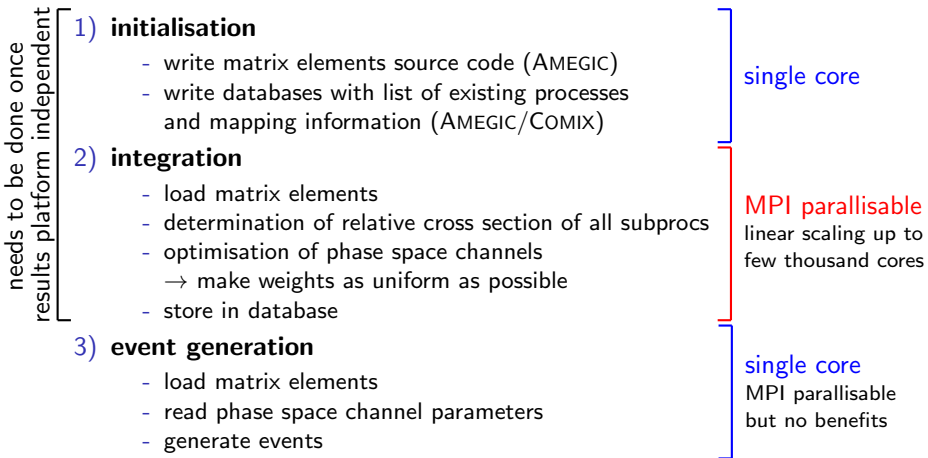 needs to be done once
results platform independent
1) initialisation
- write matrix elements source code (AMEGIC)
- write databases with list of existing processes
and mapping information (AMEGIC/COMIX)
single core
2) integration
- load matrix elements
- determination of relative cross section of all subprocs
- optimisation of phase space channels
→ make weights as uniform as possible
- store in database
MPI parallisable
linear scaling up to
few thousand cores
3) event generation
- load matrix elements
- read phase space channel parameters
- generate events
single core
MPI parallisable
but no benefits